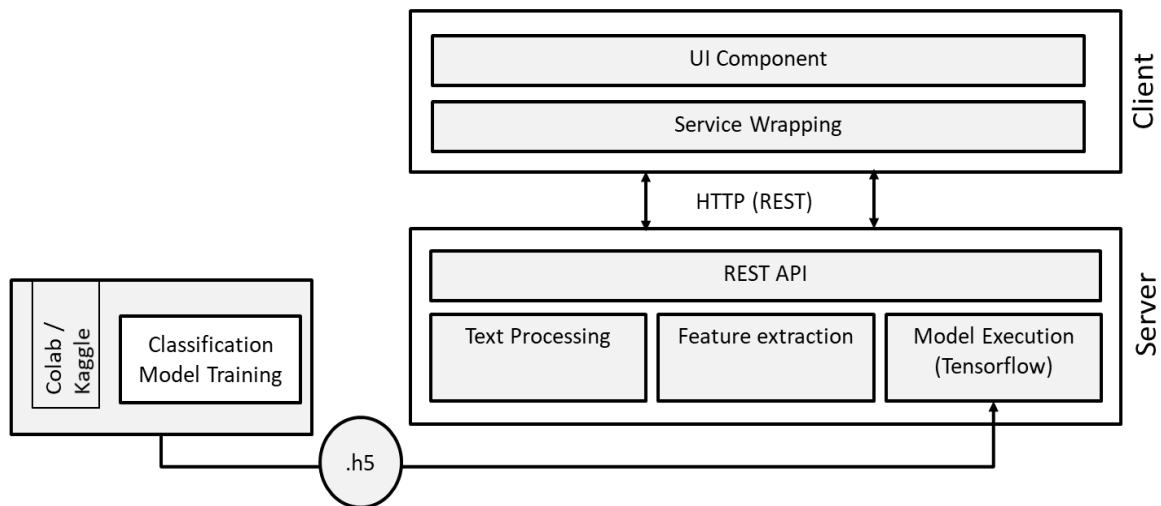 UI Component
Service Wrapping
Client
HTTP (REST)
REST API
Text Processing
Feature extraction
Model Execution
(Tensorflow)
Server
Colab /
Kaggle
Classification
Model Training
.h5